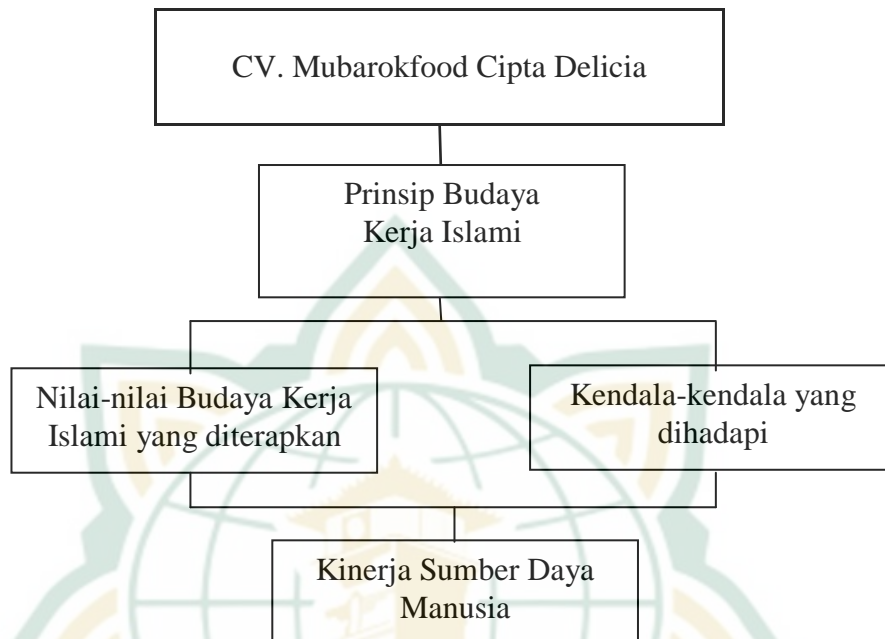 CV. Mubarokfood Cipta Delicia
Prinsip Budaya
Kerja Islami
Nilai-nilai Budaya Kerja
Islami yang diterapkan
Kendala-kendala yang
dihadapi
Kinerja Sumber Daya
Manusia